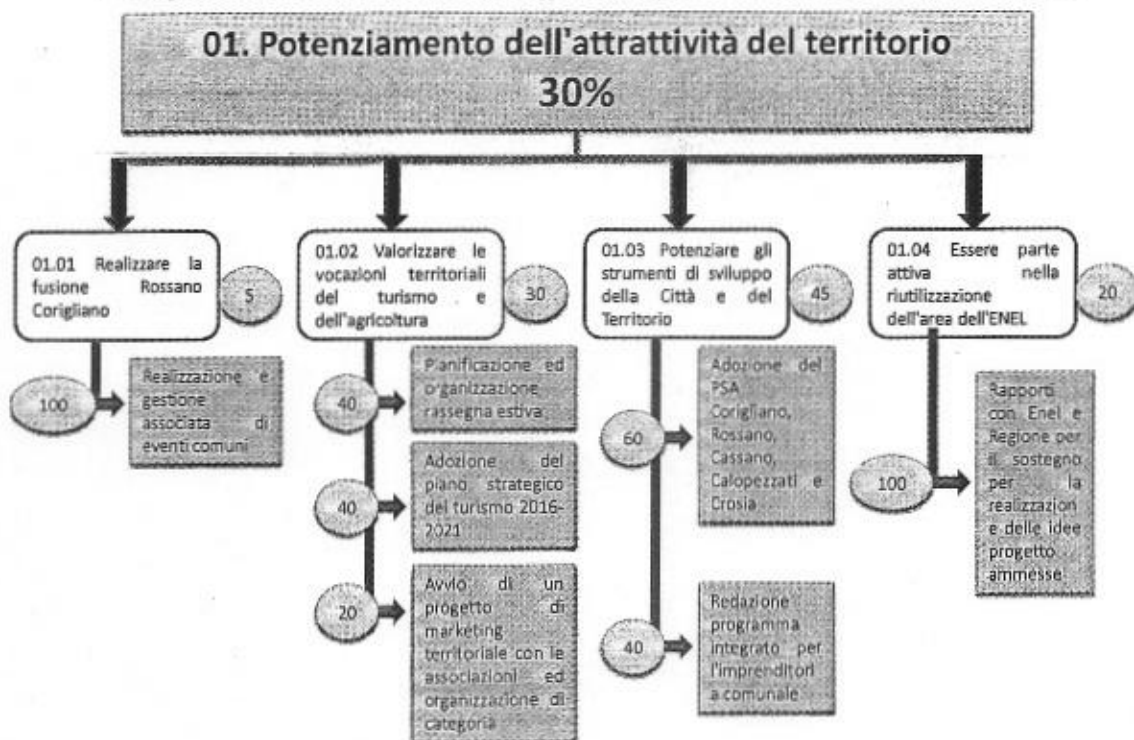 01. Potenziamento dell'attrattività del territorio
30%
01.01 Realizzare la
fusione Rossano
Corigliano
5
100
Realizzazione e
gestione
associata di
eventi comuni
01.02 Valorizzare le
vocazioni territoriali
del turismo e
dell'agricoltura
30
40
Pianificazione ed
organizzazione
rassegna estiva
40
Adozione del
piano strategico
del turismo 2016-
2021
20
Avvio di un
progetto di
marketing
territoriale con le
associazioni ed
organizzazione di
categoria
01.03 Potenziare gli
strumenti di sviluppo
della Città e del
Territorio
45
60
Adozione del
PSA
Corigliano,
Rossano,
Cassano,
Calopezzati e
Crosia
40
Redazione
programma
integrato per
l'imprenditori
a comunale
01.04 Essere parte
attiva nella
riutilizzazione
dell'area dell'ENEL
20
100
Rapporti
con Enel e
Regione per
il sostegno
per la
realizzazion
e delle idee
progetto
ammesse